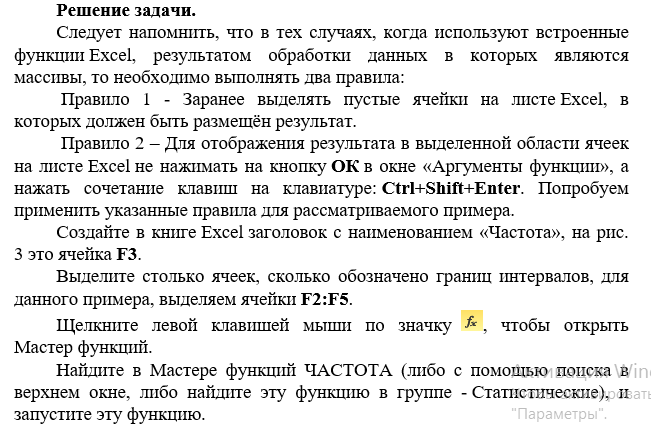 Решение задачи.
Следует напомнить, что в тех случаях, когда используют встроенные
функции Excel, результатом обработки данных в которых являются
массивы, то необходимо выполнять два правила:
Правило 1 - Заранее выделять пустые ячейки на листе Excel, в
которых должен быть размещён результат.
Правило 2 – Для отображения результата в выделенной области ячеек
на листе Excel не нажимать на кнопку ОК в окне «Аргументы функции», а
нажать сочетание клавиш на клавиатуре: Ctrl+Shift+Enter. Попробуем
применить указанные правила для рассматриваемого примера.
Создайте в книге Excel заголовок с наименованием «Частота», на рис.
3 это ячейка F3.
Выделите столько ячеек, сколько обозначено границ интервалов, для
данного примера, выделяем ячейки F2:F5.
Щелкните левой клавишей мыши по значку fx, чтобы открыть
Мастер функций.
Найдите в Мастере функций ЧАСТОТА (либо с помощью поиска в
верхнем окне, либо найдите эту функцию в группе - Статистические), и
запустите эту функцию.
"Параметры".